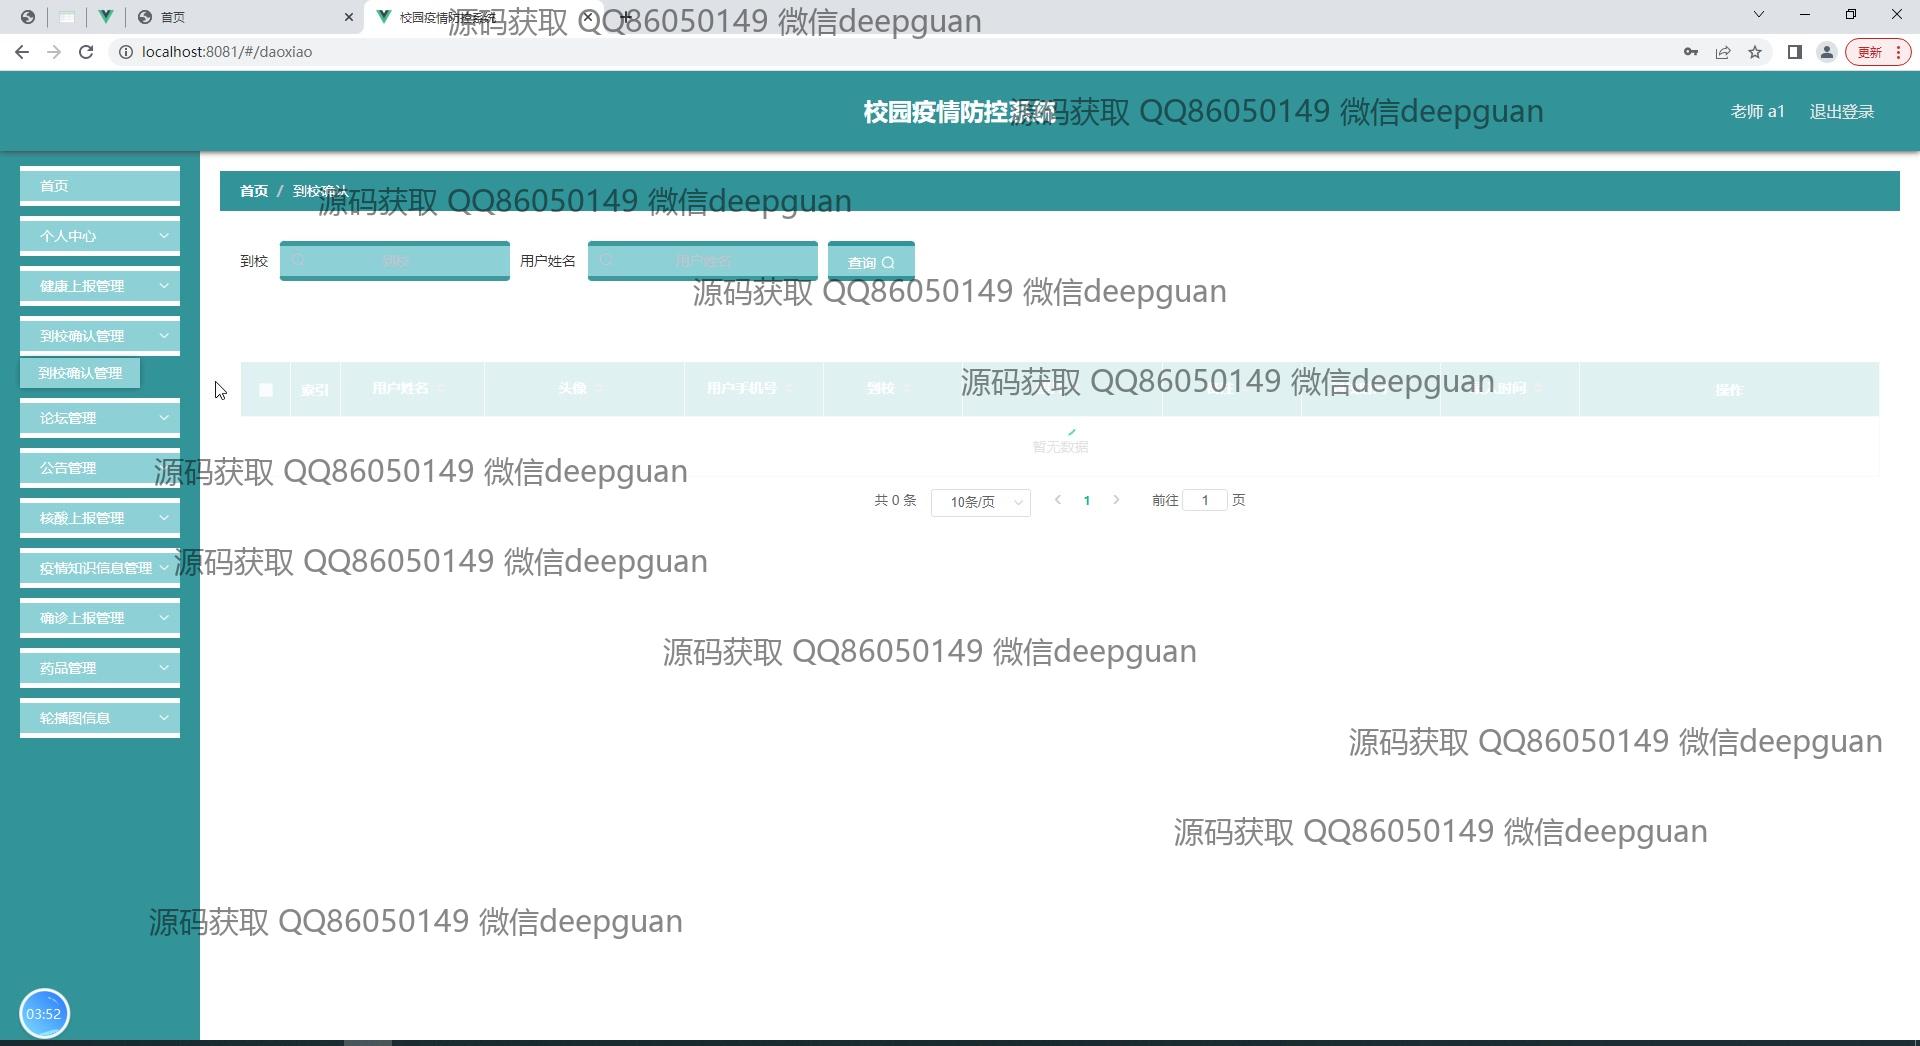 首页
校园疫情防控系统
源码获取 QQ86050149 微信deepguan
localhost:8081/#/daoxiao
更新
校园疫情防控系统
源码获取 QQ86050149 微信deepguan
老师 a1
退出登录
首页
个人中心
健康上报管理
到校确认管理
到校确认管理
论坛管理
公告管理
核酸上报管理
疫情知识信息管理
确诊上报管理
药品管理
轮播图信息
首页 / 到校确认
源码获取 QQ86050149 微信deepguan
到校
到校
用户姓名
用户姓名
查询
源码获取 QQ86050149 微信deepguan
索引
用户姓名
头像
用户手机号
到校
时间
操作
源码获取 QQ86050149 微信deepguan
暂无数据
源码获取 QQ86050149 微信deepguan
共 0 条
10条/页
1
前往 1 页
源码获取 QQ86050149 微信deepguan
源码获取 QQ86050149 微信deepguan
源码获取 QQ86050149 微信deepguan
源码获取 QQ86050149 微信deepguan
源码获取 QQ86050149 微信deepguan
03:52